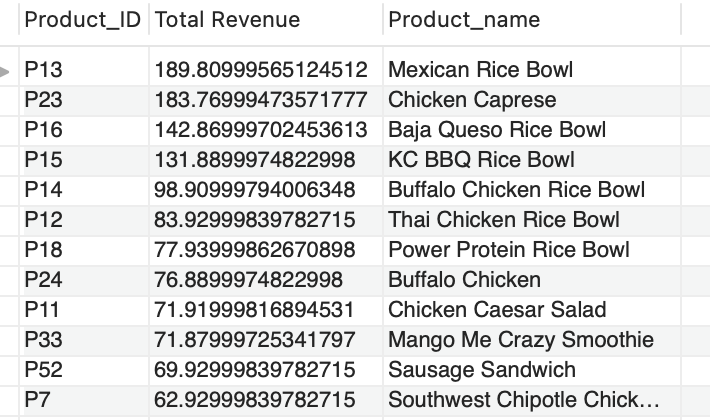 Product_ID Total Revenue Product_name
P13 189.80999565124512 Mexican Rice Bowl
P23 183.76999473571777 Chicken Caprese
P16 142.86999702453613 Baja Queso Rice Bowl
P15 131.8899974822998 KC BBQ Rice Bowl
P14 98.90999794006348 Buffalo Chicken Rice Bowl
P12 83.92999839782715 Thai Chicken Rice Bowl
P18 77.93999862670898 Power Protein Rice Bowl
P24 76.8899974822998 Buffalo Chicken
P11 71.91999816894531 Chicken Caesar Salad
P33 71.87999725341797 Mango Me Crazy Smoothie
P52 69.92999839782715 Sausage Sandwich
P7 62.92999839782715 Southwest Chipotle Chick...